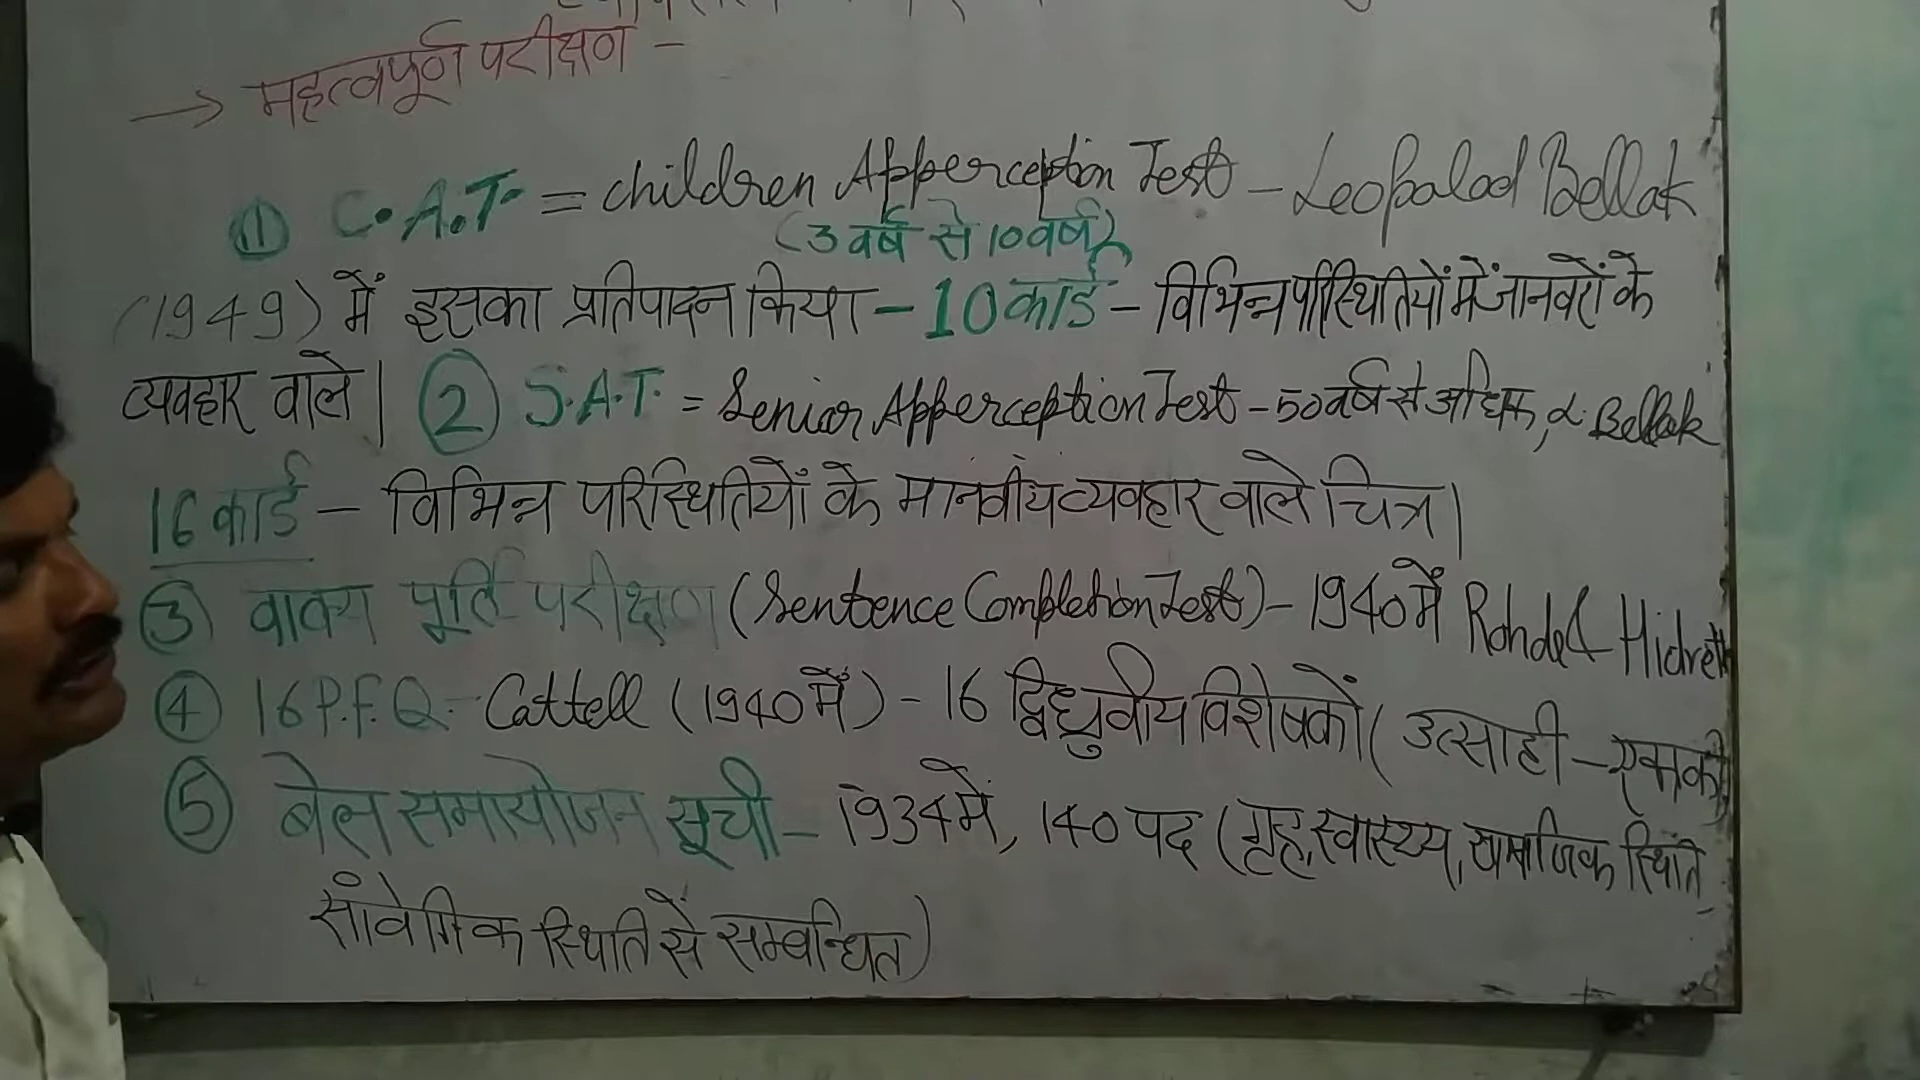 → महत्वपूर्ण परीक्षण -
① C.A.T. = Children Apperception Test - Leopalod Bellak
(3 वर्ष से 10 वर्ष)
(1949) में इसका प्रतिपादन किया - 10 कार्ड - विभिन्न परिस्थितियों में जानवरों के
व्यवहार वाले | ② S.A.T. = Senior Apperception Test - 50 वर्ष से अधिक, L. Bellak
16 कार्ड - विभिन्न परिस्थितियों के मानवीय व्यवहार वाले चित्र |
③ वाक्य पूर्ति परीक्षण (Sentence Completion Test) - 1940 में Rohde & Hidreth
④ 16 P.F.Q. - Cattell (1940 में) - 16 द्विध्रुवीय विशेषकों (उत्साही - एकाकी)
⑤ बेल समायोजन सूची - 1934 में, 140 पद (गृह, स्वास्थ्य, सामाजिक स्थिति
सांवेगिक स्थिति सें सम्बन्धित)